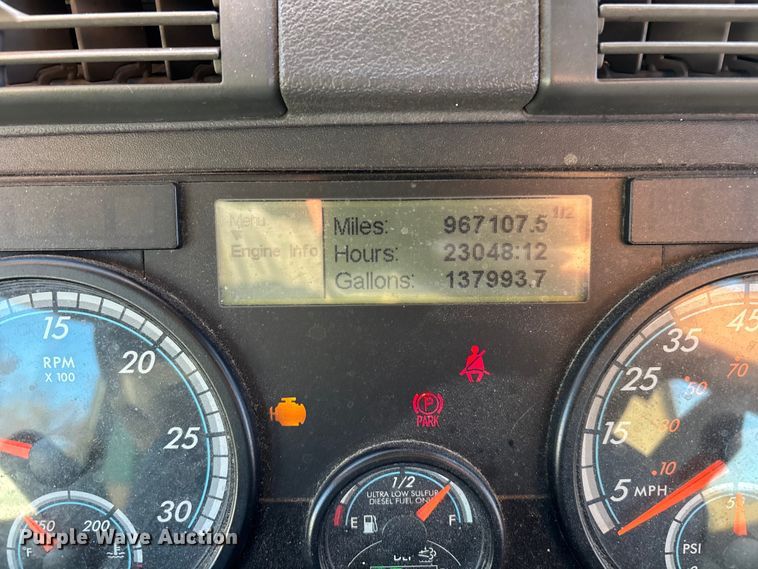 Menu
Engine Info
Miles: 967107.5
1/2
Hours: 23048:12
Gallons: 137993.7
15
20
25
30
RPM
X 100
200
F
PARK
1/2
ULTRA LOW SULFUR
DIESEL FUEL ONLY
E
F
DEF
45
35
25
15
5 MPH
70
50
30
10
PSI
Purple Wave Auction